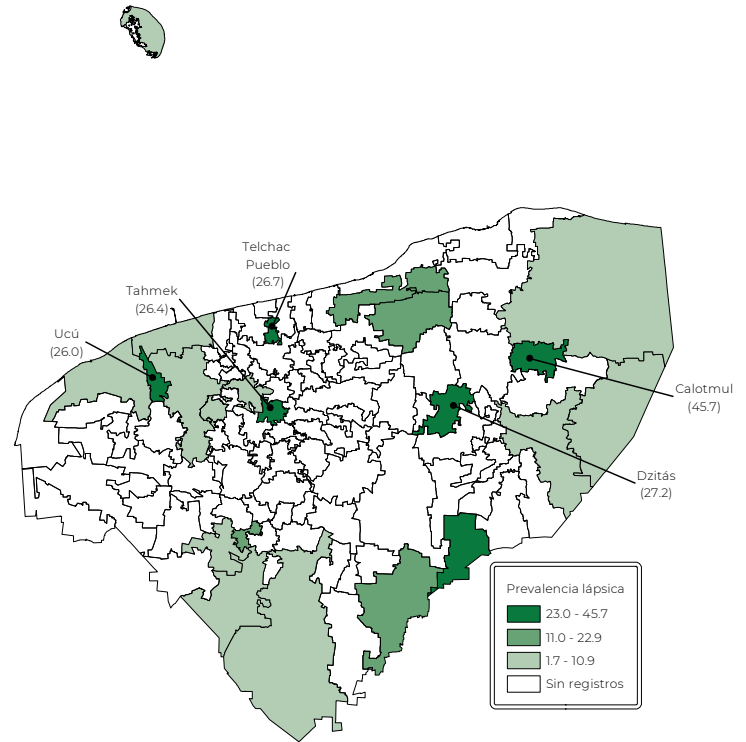 Telchac
Pueblo
(26.7)
Tahmek
(26.4)
Ucú
(26.0)
Calotmul
(45.7)
Dzitás
(27.2)
Prevalencia lápsica
23.0 - 45.7
11.0 - 22.9
1.7 - 10.9
Sin registros